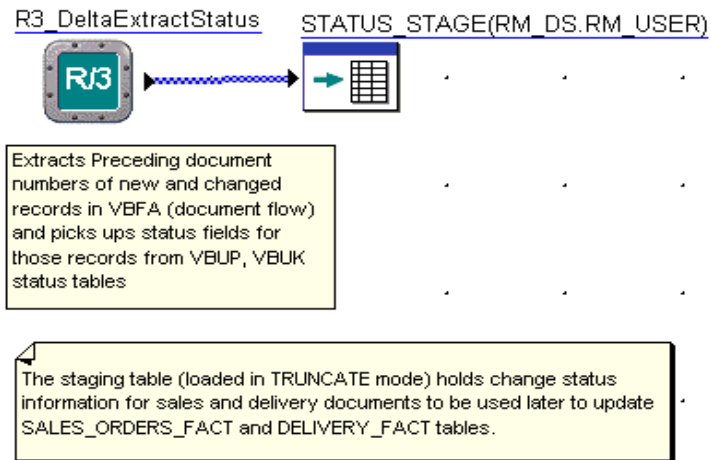 R3_DeltaExtractStatus
STATUS_STAGE(RM_DS.RM_USER)
R/3
Extracts Preceding document
numbers of new and changed
records in VBFA (document flow)
and picks ups status fields for
those records from VBUP, VBUK
status tables
The staging table (loaded in TRUNCATE mode) holds change status
information for sales and delivery documents to be used later to update
SALES_ORDERS_FACT and DELIVERY_FACT tables.